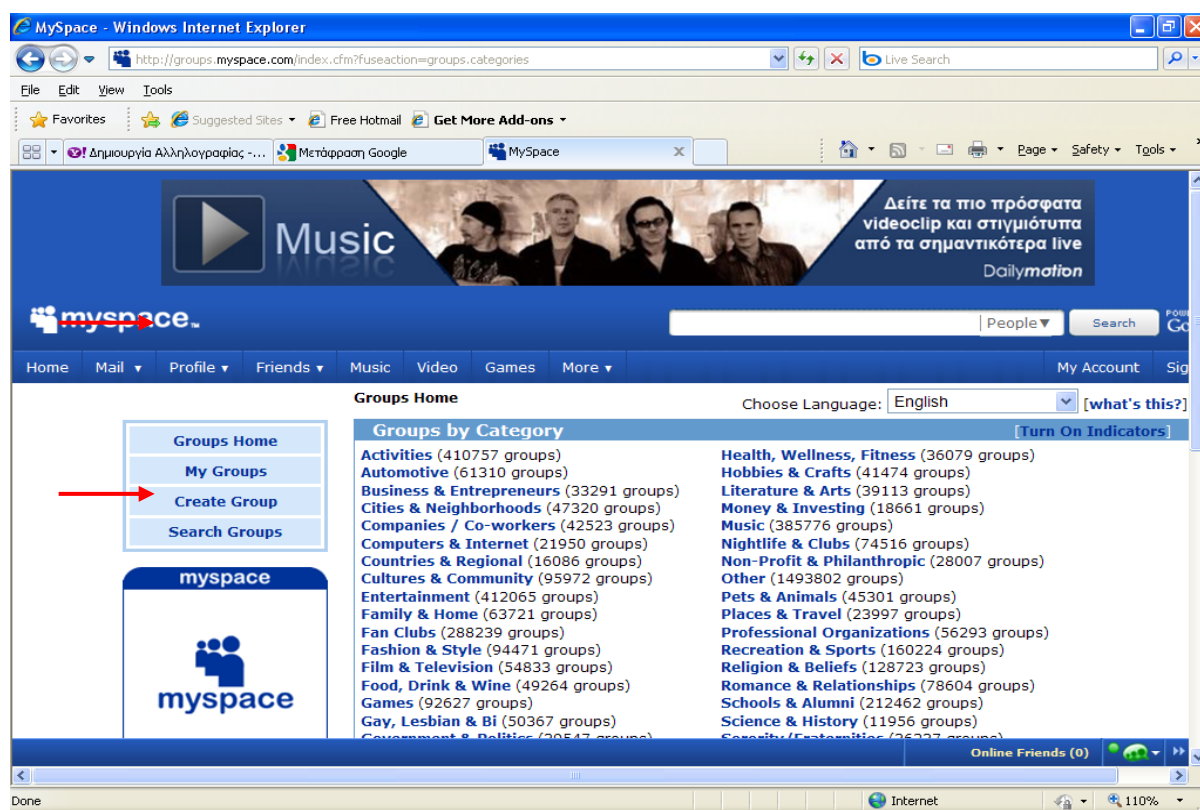 MySpace - Windows Internet Explorer
http://groups.myspace.com/index.cfm?fuseaction=groups.categories
Live Search
File Edit View Tools
Favorites Suggested Sites Free Hotmail Get More Add-ons
Δημιουργία Αλληλογραφίας -... Μετάφραση Google MySpace Page Safety Tools
Music
Δείτε τα πιο πρόσφατα
videoclip και στιγμιότυπα
από τα σημαντικότερα live
Dailymotion
myspace
People Search
Home Mail Profile Friends Music Video Games More My Account
Groups Home
Choose Language: English [what's this?]
Groups Home
My Groups
Create Group
Search Groups
myspace
myspace
Groups by Category [Turn On Indicators]
Activities (410757 groups)
Automotive (61310 groups)
Business & Entrepreneurs (33291 groups)
Cities & Neighborhoods (47320 groups)
Companies / Co-workers (42523 groups)
Computers & Internet (21950 groups)
Countries & Regional (16086 groups)
Cultures & Community (95972 groups)
Entertainment (412065 groups)
Family & Home (63721 groups)
Fan Clubs (288239 groups)
Fashion & Style (94471 groups)
Film & Television (54833 groups)
Food, Drink & Wine (49264 groups)
Games (92627 groups)
Gay, Lesbian & Bi (50367 groups)
Health, Wellness, Fitness (36079 groups)
Hobbies & Crafts (41474 groups)
Literature & Arts (39113 groups)
Money & Investing (18661 groups)
Music (385776 groups)
Nightlife & Clubs (74516 groups)
Non-Profit & Philanthropic (28007 groups)
Other (1493802 groups)
Pets & Animals (45301 groups)
Places & Travel (23997 groups)
Professional Organizations (56293 groups)
Recreation & Sports (160224 groups)
Religion & Beliefs (128723 groups)
Romance & Relationships (78604 groups)
Schools & Alumni (212462 groups)
Science & History (11956 groups)
Online Friends (0)
Done Internet 110%